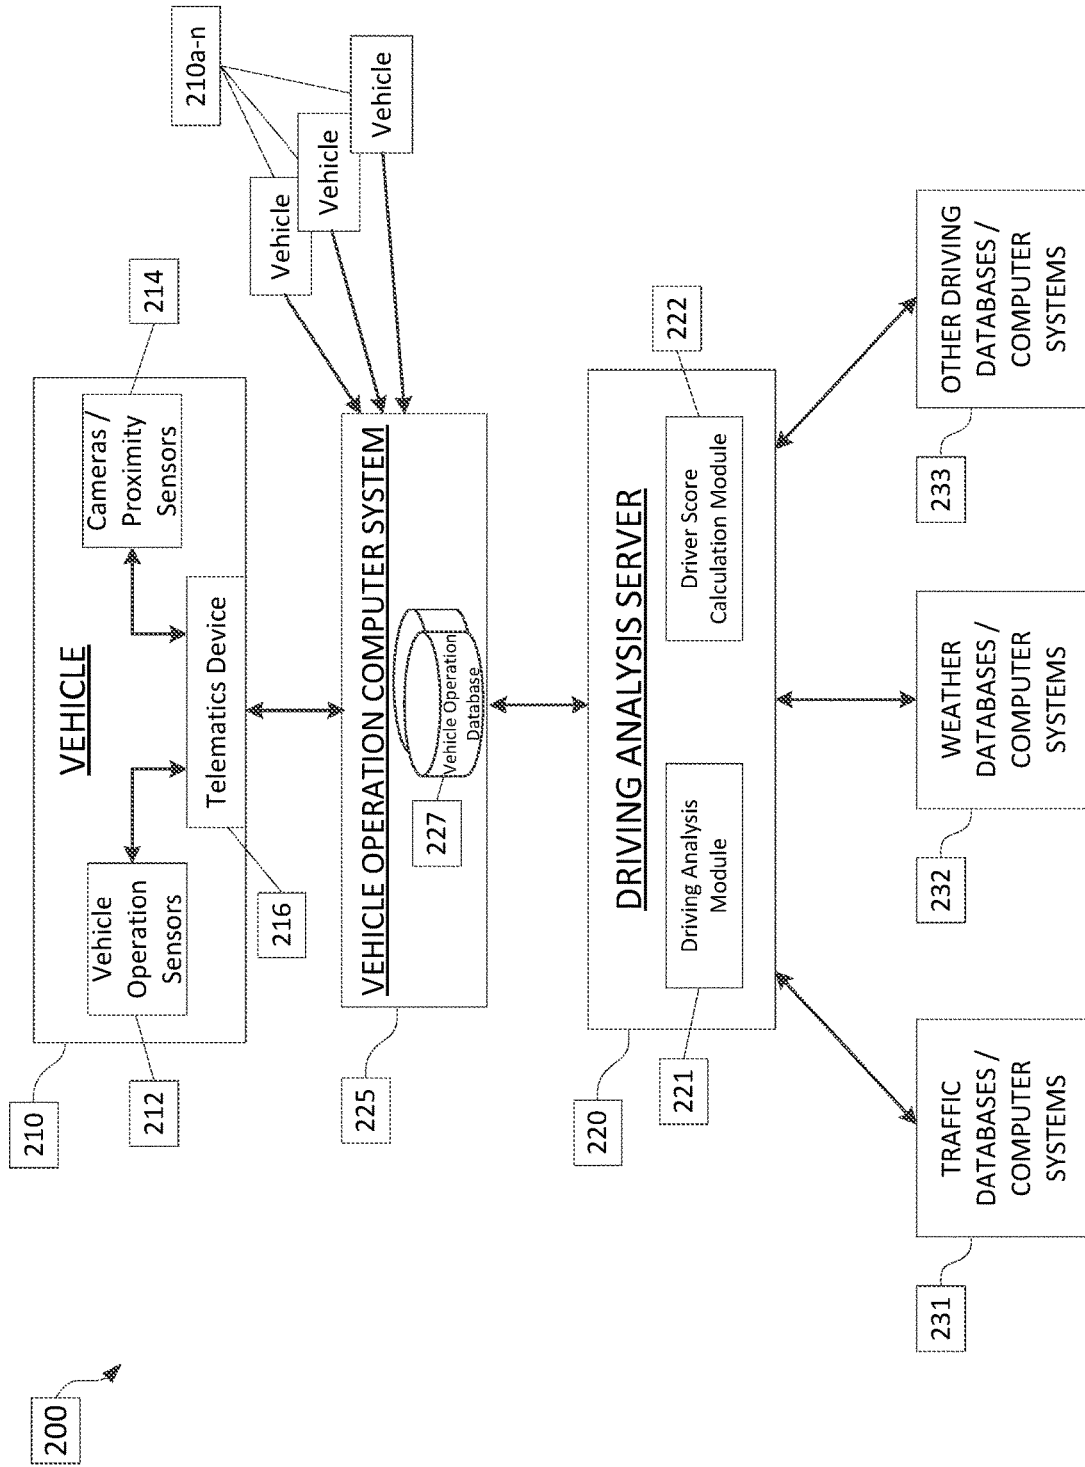 200
210
VEHICLE
212
Vehicle
Operation
Sensors
216
Telematics Device
Cameras /
Proximity
Sensors
214
210a-n
Vehicle
Vehicle
Vehicle
225
VEHICLE OPERATION COMPUTER SYSTEM
227
Vehicle Operation
Database
220
DRIVING ANALYSIS SERVER
221
Driving Analysis
Module
Driver Score
Calculation Module
222
231
TRAFFIC
DATABASES /
COMPUTER
SYSTEMS
232
WEATHER
DATABASES /
COMPUTER
SYSTEMS
233
OTHER DRIVING
DATABASES /
COMPUTER
SYSTEMS